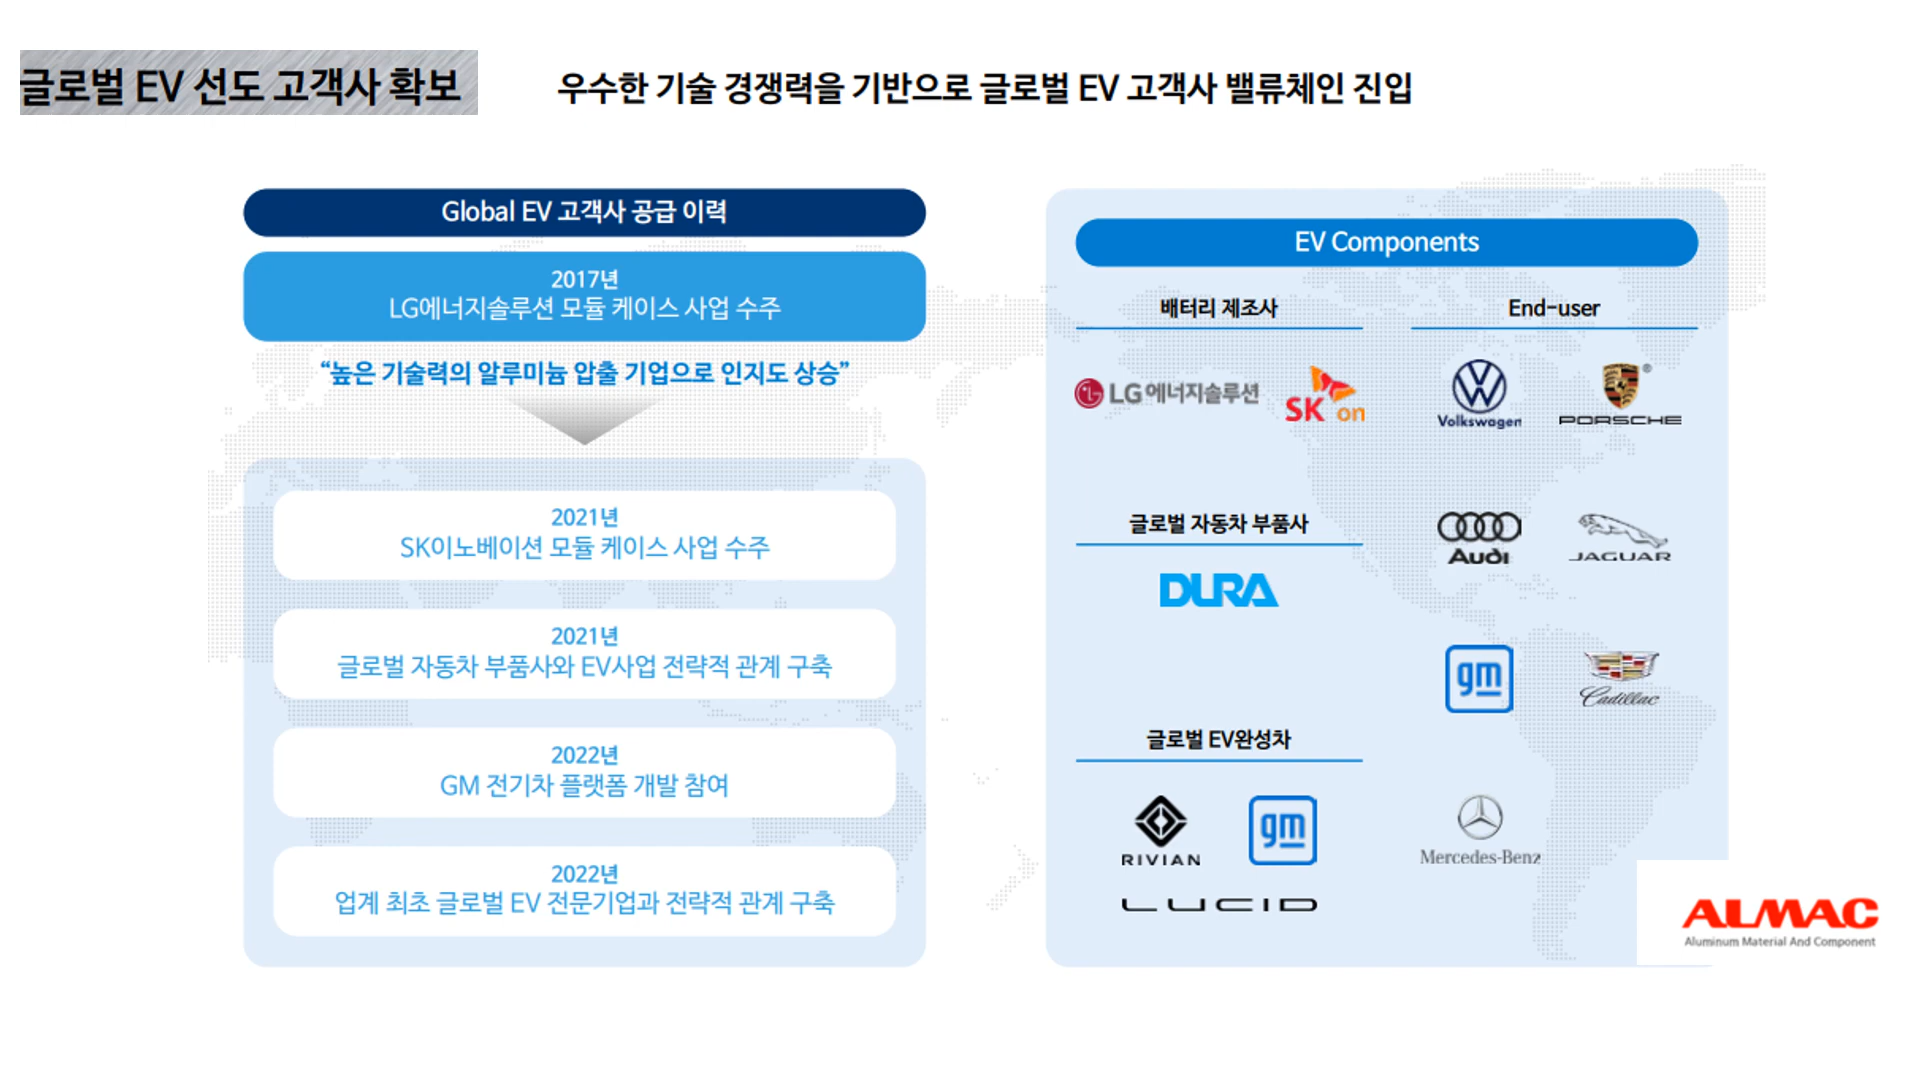 글로벌 EV 선도 고객사 확보
우수한 기술 경쟁력을 기반으로 글로벌 EV 고객사 밸류체인 진입
Global EV 고객사 공급 이력
2017년
LG에너지솔루션 모듈 케이스 사업 수주
“높은 기술력의 알루미늄 압출 기업으로 인지도 상승”
2021년
SK이노베이션 모듈 케이스 사업 수주
2021년
글로벌 자동차 부품사와 EV사업 전략적 관계 구축
2022년
GM 전기차 플랫폼 개발 참여
2022년
업계 최초 글로벌 EV 전문기업과 전략적 관계 구축
EV Components
배터리 제조사
LG에너지솔루션
SK on
글로벌 자동차 부품사
DURA
글로벌 EV완성차
RIVIAN
gm
LUCID
End-user
Volkswagen
PORSCHE
Audi
JAGUAR
gm
Cadillac
Mercedes-Benz
ALMAC
Aluminum Material And Component